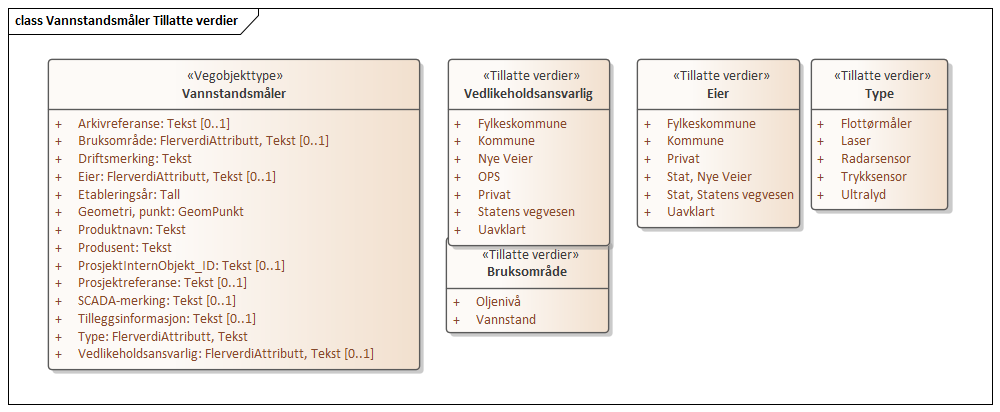 class Vannstandsmåler Tillatte verdier
«Vegobjekttype»
Vannstandsmåler
+ Arkivreferanse: Tekst [0..1]
+ Bruksområde: FlerverdiAttributt, Tekst [0..1]
+ Driftsmerking: Tekst
+ Eier: FlerverdiAttributt, Tekst [0..1]
+ Etableringsår: Tall
+ Geometri, punkt: GeomPunkt
+ Produktnavn: Tekst
+ Produsent: Tekst
+ ProsjektInternObjekt_ID: Tekst [0..1]
+ Prosjektreferanse: Tekst [0..1]
+ SCADA-merking: Tekst [0..1]
+ Tilleggsinformasjon: Tekst [0..1]
+ Type: FlerverdiAttributt, Tekst
+ Vedlikeholdsansvarlig: FlerverdiAttributt, Tekst [0..1]
«Tillatte verdier»
Vedlikeholdsansvarlig
+ Fylkeskommune
+ Kommune
+ Nye Veier
+ OPS
+ Privat
+ Statens vegvesen
+ Uavklart
«Tillatte verdier»
Bruksområde
+ Oljenivå
+ Vannstand
«Tillatte verdier»
Eier
+ Fylkeskommune
+ Kommune
+ Privat
+ Stat, Nye Veier
+ Stat, Statens vegvesen
+ Uavklart
«Tillatte verdier»
Type
+ Flottørmåler
+ Laser
+ Radarsensor
+ Trykksensor
+ Ultralyd